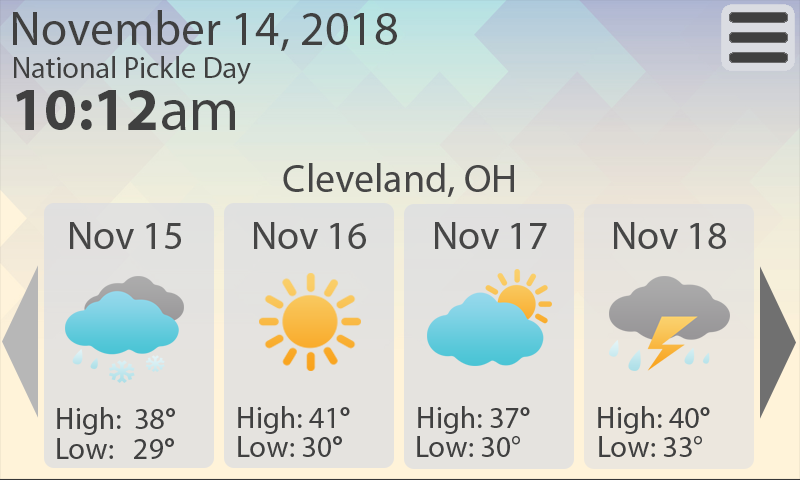 November 14, 2018
National Pickle Day
10:12am
Cleveland, OH
Nov 15
High: 38°
Low: 29°
Nov 16
High: 41°
Low: 30°
Nov 17
High: 37°
Low: 30°
Nov 18
High: 40°
Low: 33°